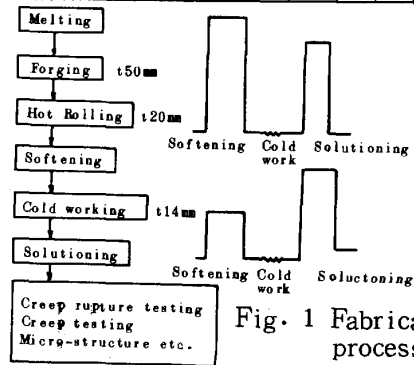 Melting
Forging t50mm
Hot Rolling t20mm
Softening
Cold working t14mm
Solutioning
Creep rupture testing
Creep testing
Micro-structure etc.
Softening Cold work Solutioning
Softening Cold work Soluctoning
Fig. 1 Fabrica
process